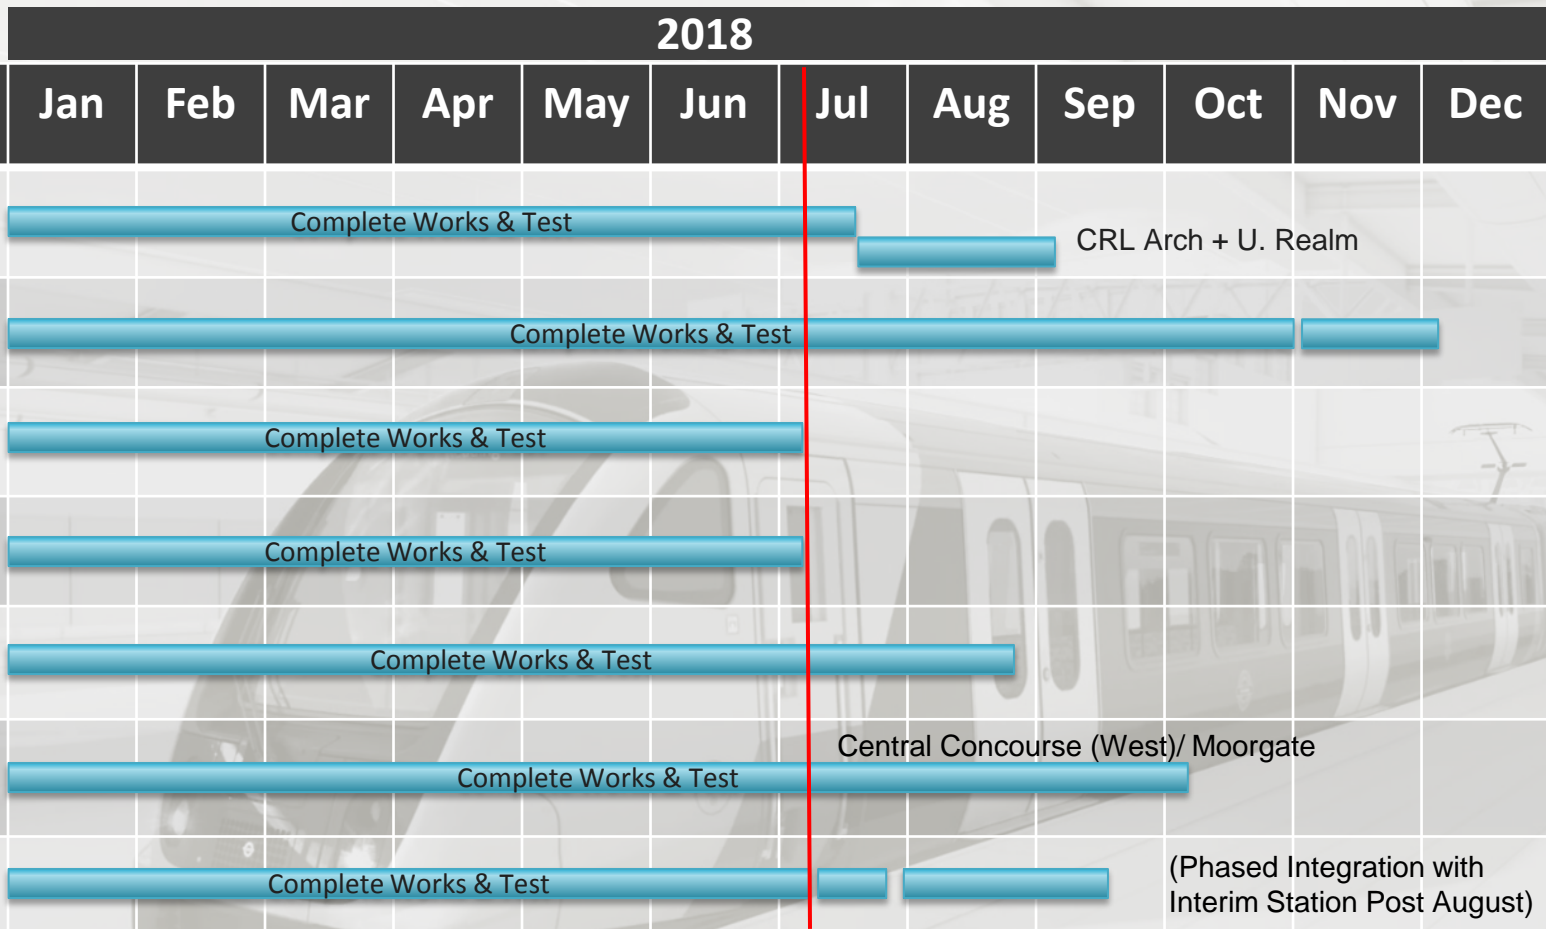 2018
Jan Feb Mar Apr May Jun Jul Aug Sep Oct Nov Dec
Complete Works & Test
CRL Arch + U. Realm
Complete Works & Test
Complete Works & Test
Complete Works & Test
Complete Works & Test
Central Concourse (West)/ Moorgate
Complete Works & Test
Complete Works & Test
(Phased Integration with
Interim Station Post August)